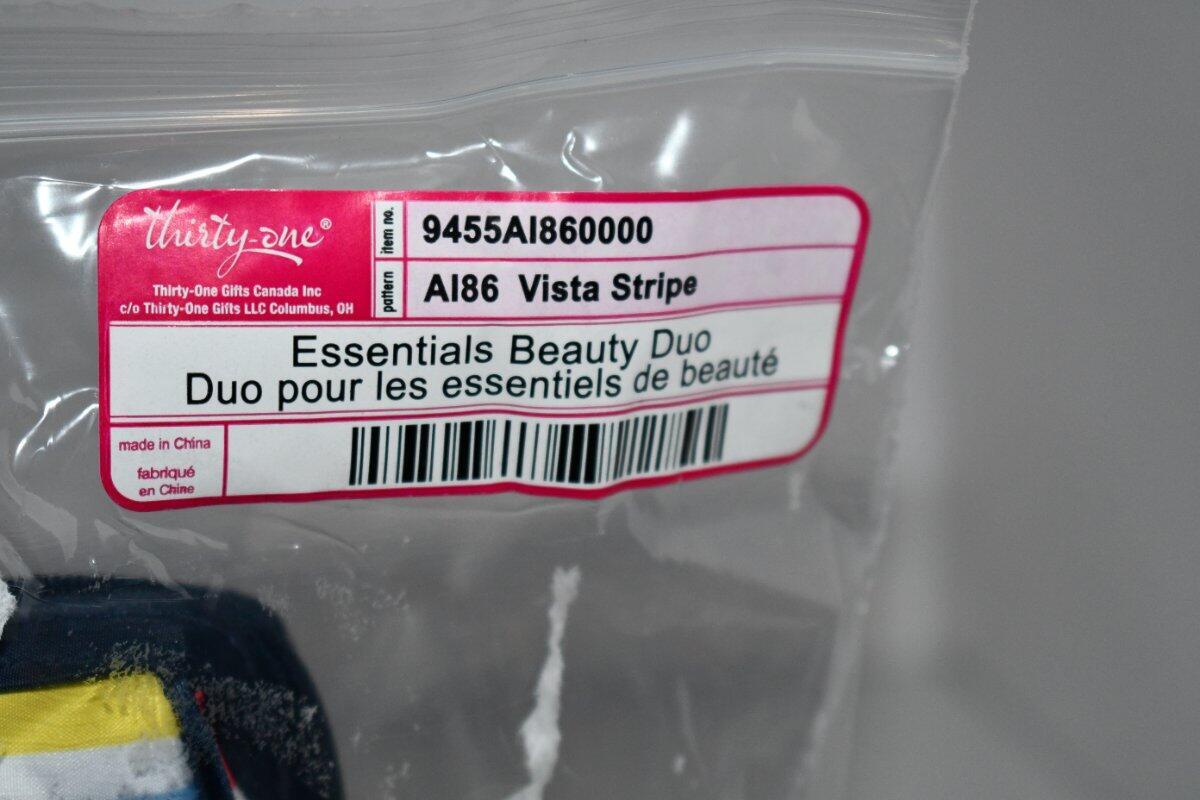 thirty-one®
Thirty-One Gifts Canada Inc
c/o Thirty-One Gifts LLC Columbus, OH
item no.
9455AI860000
pattern
AI86 Vista Stripe
Essentials Beauty Duo
Duo pour les essentiels de beauté
made in China
fabriqué
en Chine